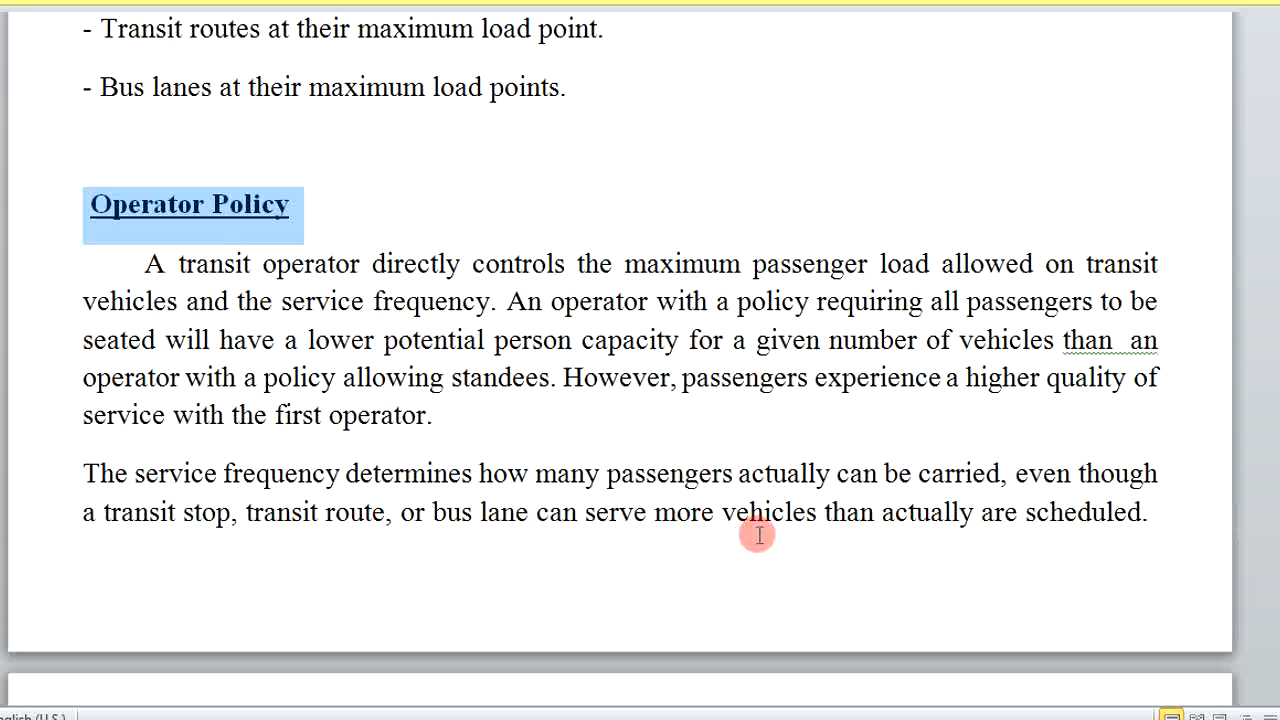 - Transit routes at their maximum load point.
- Bus lanes at their maximum load points.
Operator Policy
A transit operator directly controls the maximum passenger load allowed on transit
vehicles and the service frequency. An operator with a policy requiring all passengers to be
seated will have a lower potential person capacity for a given number of vehicles than an
operator with a policy allowing standees. However, passengers experience a higher quality of
service with the first operator.
The service frequency determines how many passengers actually can be carried, even though
a transit stop, transit route, or bus lane can serve more vehicles than actually are scheduled.
nglish (U.S.)